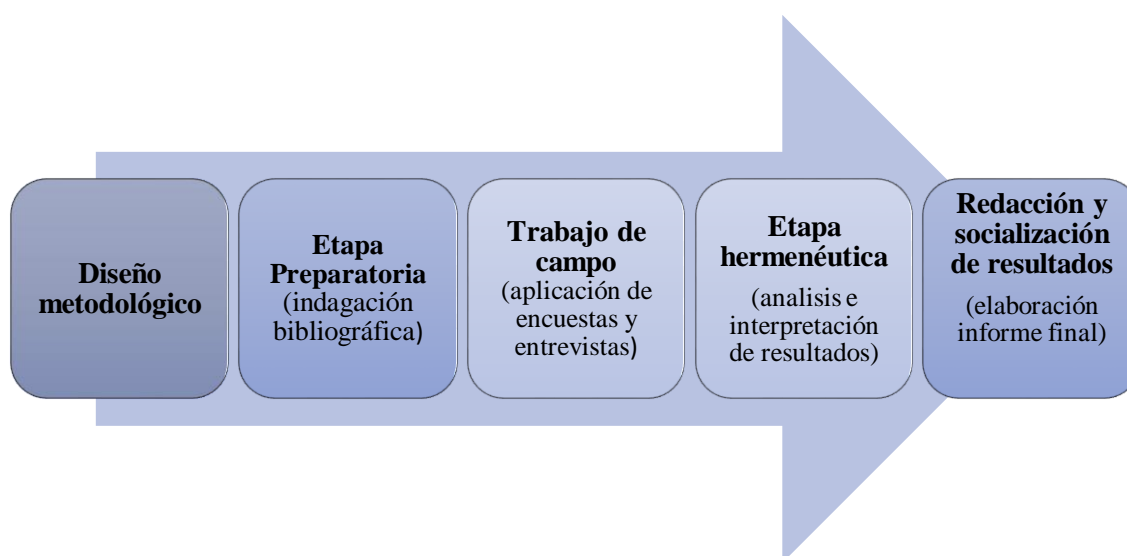 Diseño
metodológico
Etapa
Preparatoria
(indagación
bibliográfica)
Trabajo de
campo
(aplicación de
encuestas y
entrevistas)
Etapa
hermenéutica
(analisis e
interpretación
de resultados)
Redacción y
socialización
de resultados
(elaboración
informe final)